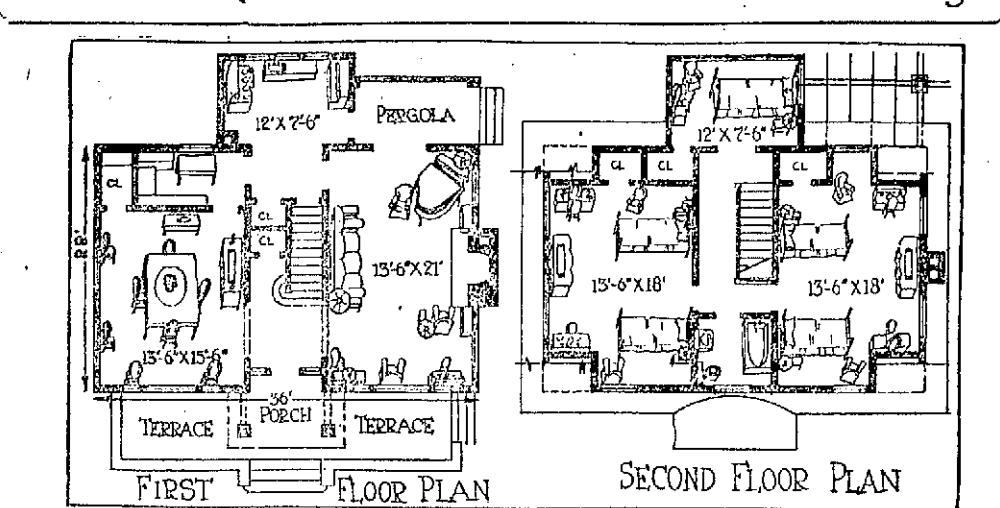 12' X 7'-6"
PERGOLA
CL
CL
CL
28'
13'-6" X 21'
13'-6" X 15'-6"
36'
PORCH
TERRACE
TERRACE
FIRST FLOOR PLAN
12' X 7'-6"
CL
CL
CL
13'-6" X 18'
13'-6" X 18'
SECOND FLOOR PLAN